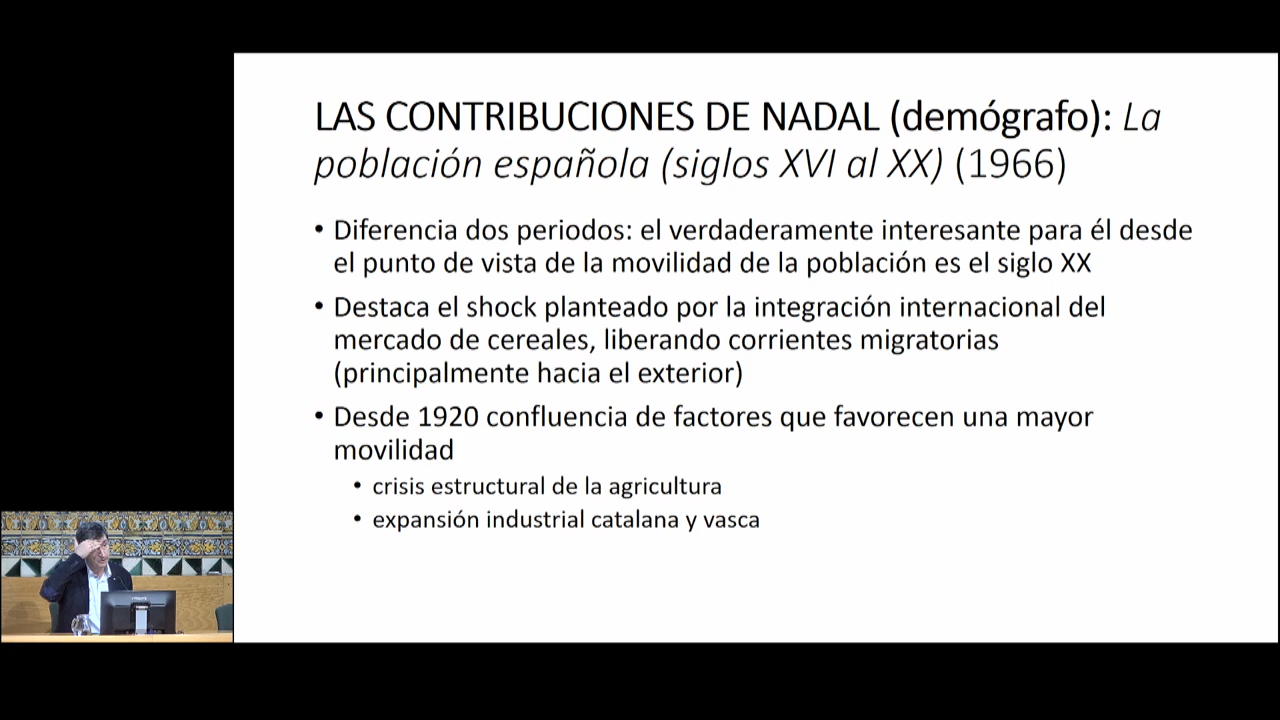 LAS CONTRIBUCIONES DE NADAL (demógrafo): La
población española (siglos XVI al XX) (1966)
• Diferencia dos periodos: el verdaderamente interesante para él desde
el punto de vista de la movilidad de la población es el siglo XX
• Destaca el shock planteado por la integración internacional del
mercado de cereales, liberando corrientes migratorias
(principalmente hacia el exterior)
• Desde 1920 confluencia de factores que favorecen una mayor
movilidad
• crisis estructural de la agricultura
• expansión industrial catalana y vasca